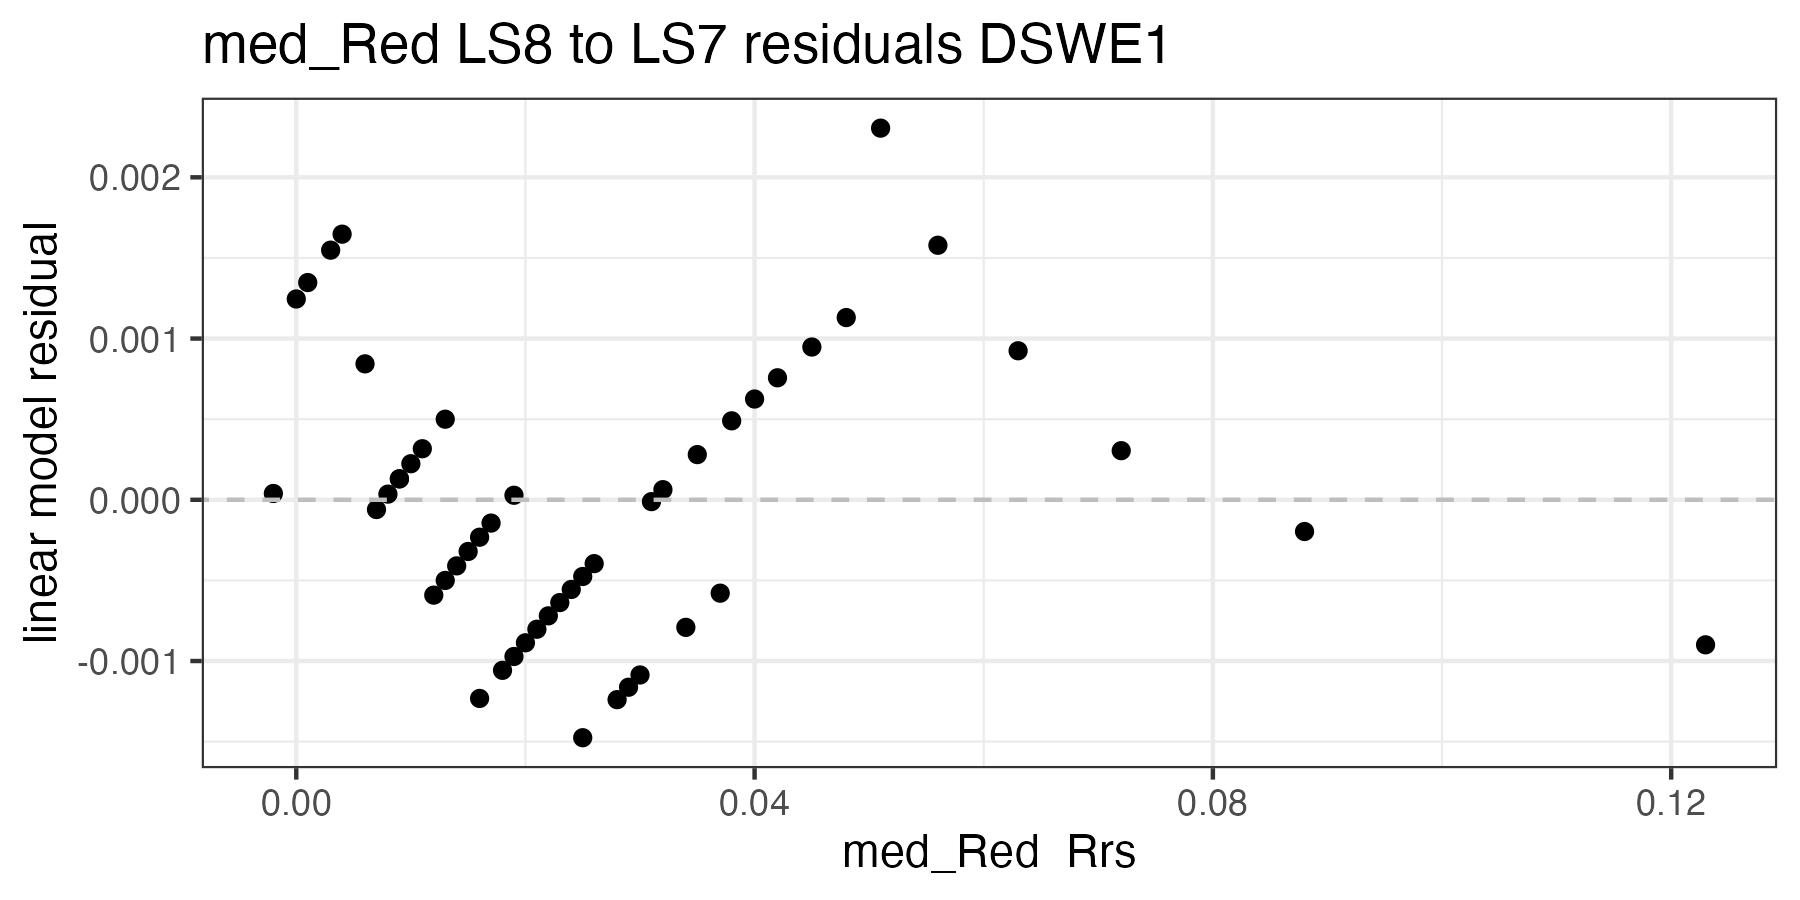 med_Red LS8 to LS7 residuals DSWE1
linear model residual
0.002
0.001
0.000
-0.001
0.00 0.04 0.08 0.12
med_Red  Rrs